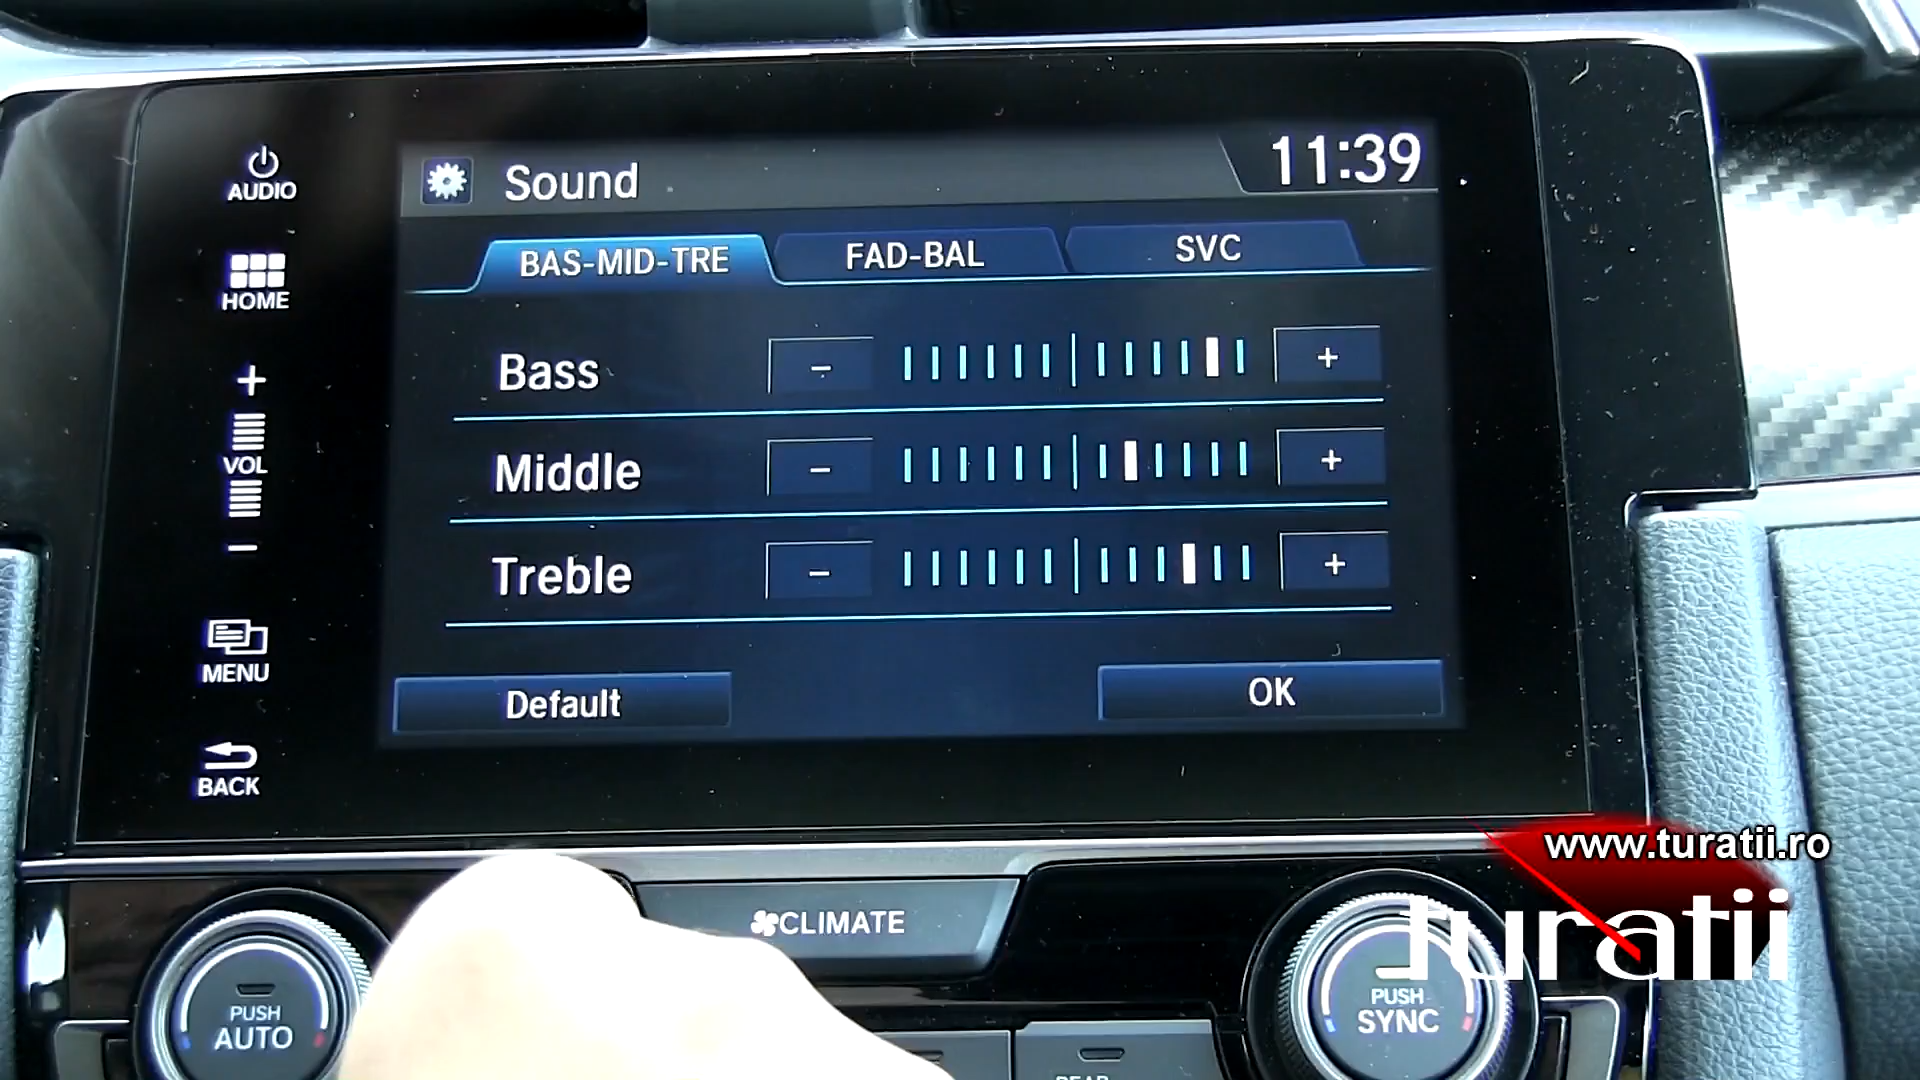 AUDIO
HOME
+
VOL
−
MENU
BACK
Sound
11:39
BAS-MID-TRE
FAD-BAL
SVC
Bass
−
+
Middle
−
+
Treble
−
+
Default
OK
www.turatii.ro
turatii
CLIMATE
PUSH
AUTO
PUSH
SYNC